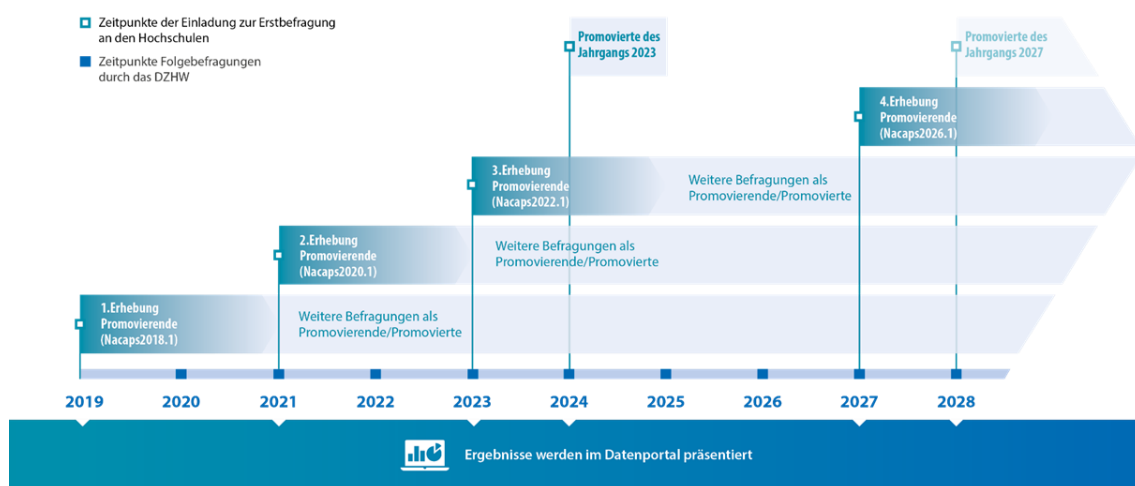 Zeitpunkte der Einladung zur Erstbefragung
an den Hochschulen
Zeitpunkte Folgebefragungen
durch das DZHW
Promovierte des
Jahrgangs 2023
Promovierte des
Jahrgangs 2027
4.Erhebung
Promovierende
(Nacaps2026.1)
3.Erhebung
Promovierende
(Nacaps2022.1)
Weitere Befragungen als
Promovierende/Promovierte
2.Erhebung
Promovierende
(Nacaps2020.1)
Weitere Befragungen als
Promovierende/Promovierte
1.Erhebung
Promovierende
(Nacaps2018.1)
Weitere Befragungen als
Promovierende/Promovierte
2019 2020 2021 2022 2023 2024 2025 2026 2027 2028
Ergebnisse werden im Datenportal präsentiert